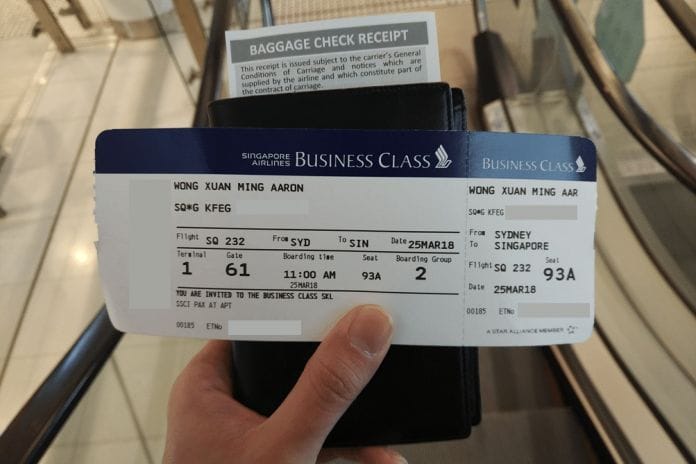 BAGGAGE CHECK RECEIPT
This receipt is issued subject to the carrier's General
Conditions of Carriage and notices which are
supplied by the airline and which constitute part of
the contract of carriage.
SINGAPORE AIRLINES BUSINESS CLASS
WONG XUAN MING AARON
SQ*G KFEG
Flight SQ 232 From SYD To SIN Date 25MAR18
Terminal Gate Boarding time Seat Boarding Group
1 61 11:00 AM 93A 2
25MAR18
YOU ARE INVITED TO THE BUSINESS CLASS SKL
SSCI PAX AT APT
00185 ETNo
BUSINESS CLASS
WONG XUAN MING AAR
SQ*G KFEG
From SYDNEY
To SINGAPORE
Flight SQ 232 Seat 93A
Date 25MAR18
00185 ETNo
A STAR ALLIANCE MEMBER